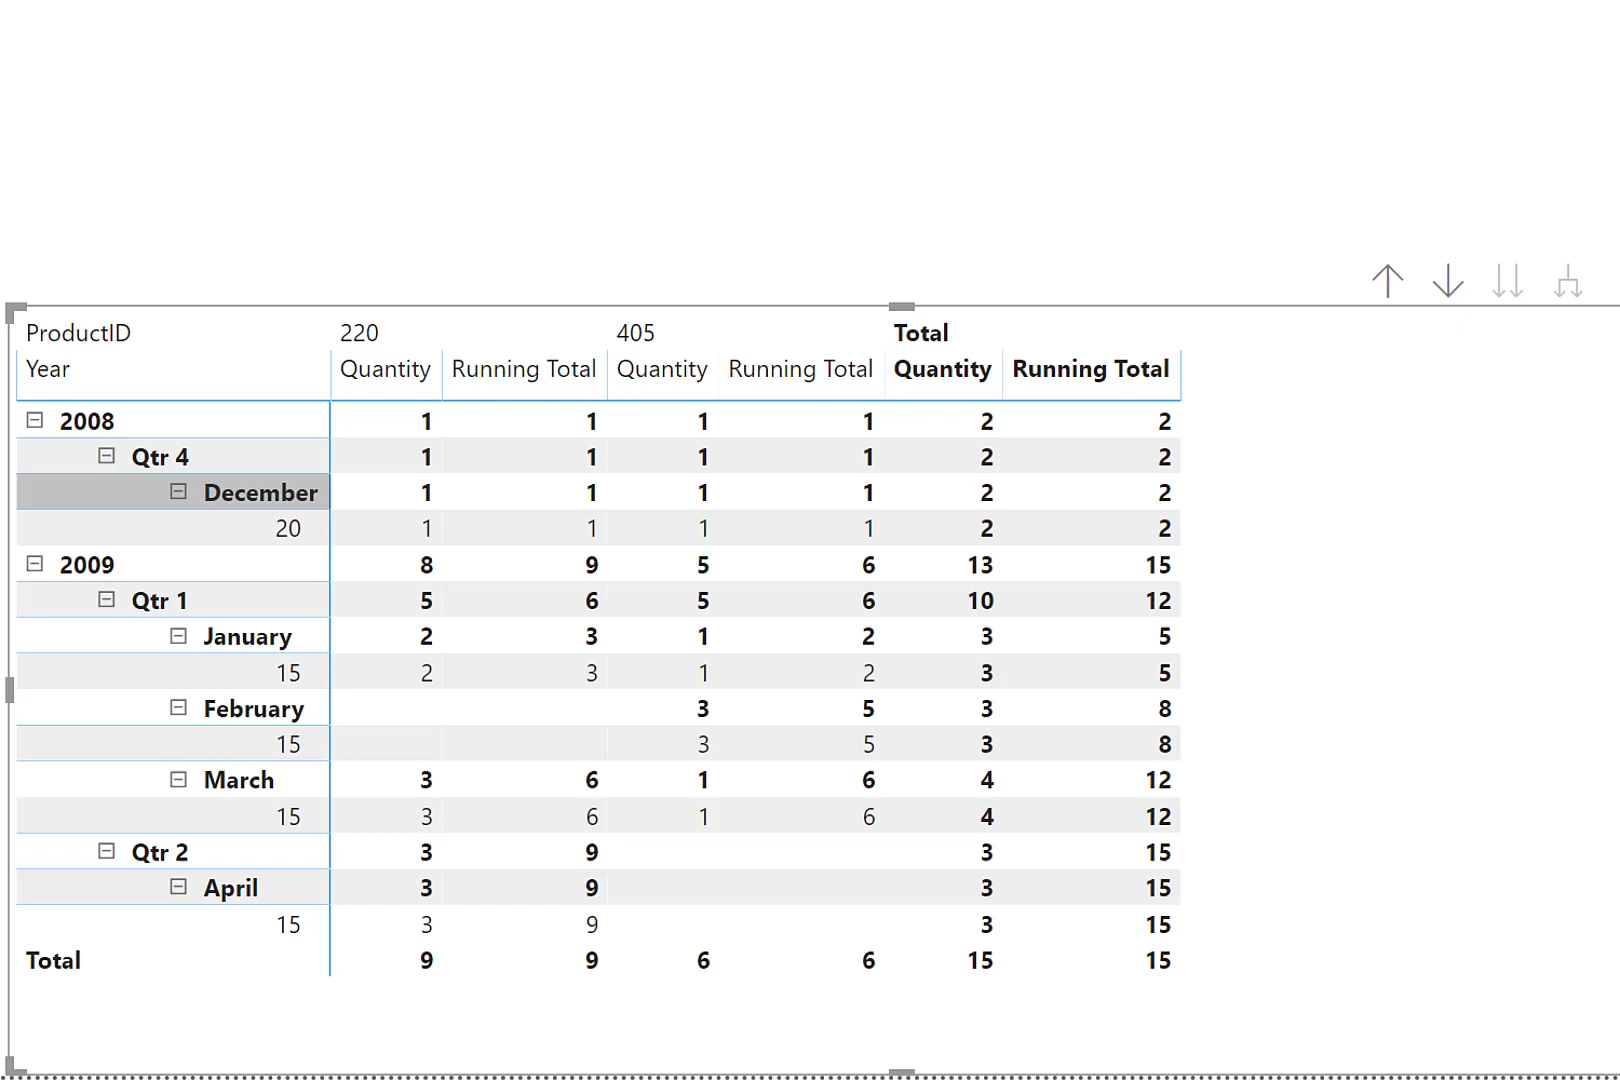 ProductID 220 405 Total
Year Quantity Running Total Quantity Running Total Quantity Running Total
2008 1 1 1 1 2 2
Qtr 4 1 1 1 1 2 2
December 1 1 1 1 2 2
20 1 1 1 1 2 2
2009 8 9 5 6 13 15
Qtr 1 5 6 5 6 10 12
January 2 3 1 2 3 5
15 2 3 1 2 3 5
February 3 5 3 8
15 3 5 3 8
March 3 6 1 6 4 12
15 3 6 1 6 4 12
Qtr 2 3 9 3 15
April 3 9 3 15
15 3 9 3 15
Total 9 9 6 6 15 15